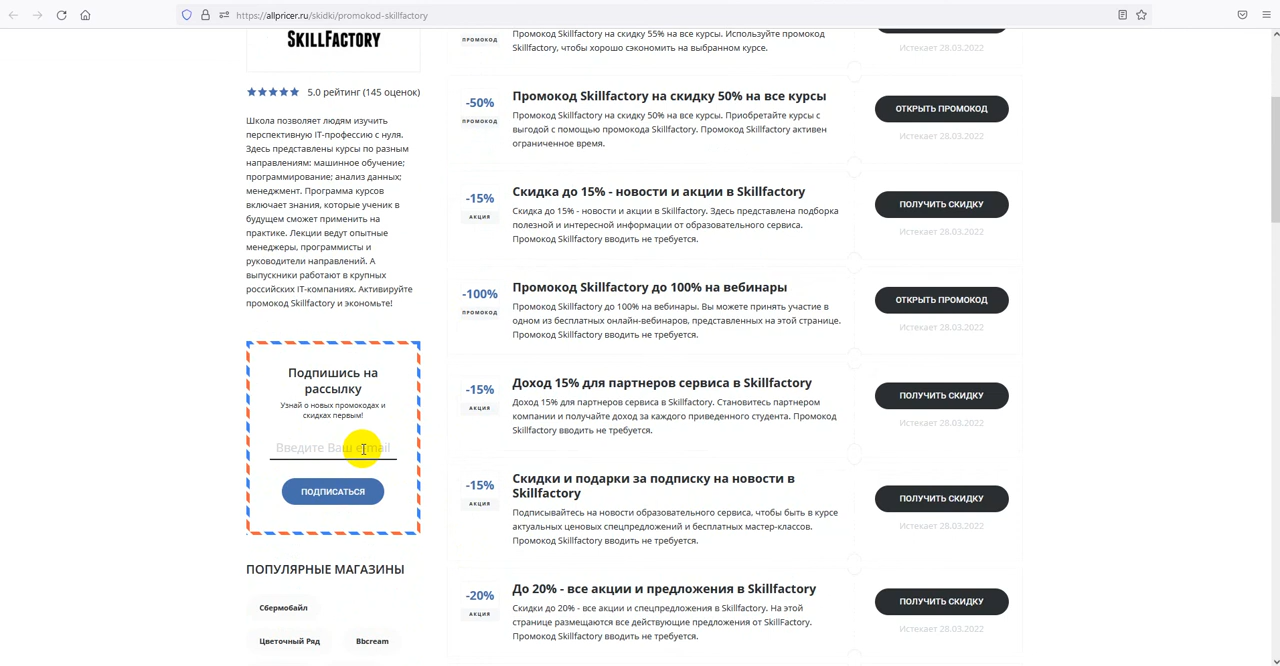 https://allpricer.ru/skidki/promokod-skillfactory
SKILLFACTORY
5.0 рейтинг (145 оценок)
Школа позволяет людям изучить
перспективную IT-профессию с нуля.
Здесь представлены курсы по разным
направлениям: машинное обучение;
программирование; анализ данных;
менеджмент. Программа курсов
включает знания, которые ученик в
будущем сможет применить на
практике. Лекции ведут опытные
менеджеры, программисты и
руководители направлений. А
выпускники работают в крупных
российских IT-компаниях. Активируйте
промокод Skillfactory и экономьте!
Подпишись на
рассылку
Узнай о новых промокодах и
скидках первым!
Введите Ваш e-mail
ПОДПИСАТЬСЯ
ПОПУЛЯРНЫЕ МАГАЗИНЫ
Сбермобайл
Цветочный Ряд
Bbcream
ПРОМОКОД
Промокод Skillfactory на скидку 55% на все курсы. Используйте промокод
Skillfactory, чтобы хорошо сэкономить на выбранном курсе.
Истекает 28.03.2022
-50%
ПРОМОКОД
Промокод Skillfactory на скидку 50% на все курсы
Промокод Skillfactory на скидку 50% на все курсы. Приобретайте курсы с
выгодой с помощью промокода Skillfactory. Промокод Skillfactory активен
ограниченное время.
ОТКРЫТЬ ПРОМОКОД
Истекает 28.03.2022
-15%
АКЦИЯ
Скидка до 15% - новости и акции в Skillfactory
Скидка до 15% - новости и акции в Skillfactory. Здесь представлена подборка
полезной и интересной информации от образовательного сервиса.
Промокод Skillfactory вводить не требуется.
ПОЛУЧИТЬ СКИДКУ
Истекает 28.03.2022
-100%
ПРОМОКОД
Промокод Skillfactory до 100% на вебинары
Промокод Skillfactory до 100% на вебинары. Вы можете принять участие в
одном из бесплатных онлайн-вебинаров, представленных на этой странице.
Промокод Skillfactory вводить не требуется.
ОТКРЫТЬ ПРОМОКОД
Истекает 28.03.2022
-15%
АКЦИЯ
Доход 15% для партнеров сервиса в Skillfactory
Доход 15% для партнеров сервиса в Skillfactory. Становитесь партнером
компании и получайте доход за каждого приведенного студента. Промокод
Skillfactory вводить не требуется.
ПОЛУЧИТЬ СКИДКУ
Истекает 28.03.2022
-15%
АКЦИЯ
Скидки и подарки за подписку на новости в
Skillfactory
Подписывайтесь на новости образовательного сервиса, чтобы быть в курсе
актуальных ценовых спецпредложений и бесплатных мастер-классов.
Промокод Skillfactory вводить не требуется.
ПОЛУЧИТЬ СКИДКУ
Истекает 28.03.2022
-20%
АКЦИЯ
До 20% - все акции и предложения в Skillfactory
Скидки до 20% - все акции и спецпредложения в Skillfactory. На этой
странице размещаются все действующие предложения от SkillFactory.
Промокод Skillfactory вводить не требуется.
ПОЛУЧИТЬ СКИДКУ
Истекает 28.03.2022